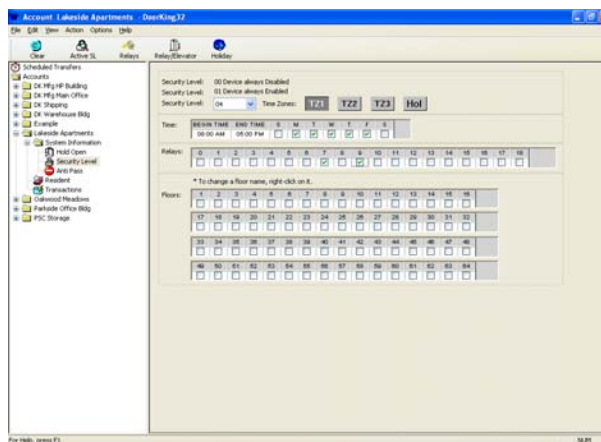 Account Lakeside Apartments - DoorKing32
File Edit View Action Options Help
Clear Active SL Relays Relay/Elevator Holiday
Scheduled Transfers
Accounts
DK Mfg HP Building
DK Mfg Main Office
DK Shipping
DK Warehouse Bldg
Example
Lakeside Apartments
System Information
Hold Open
Security Level
Anti Pass
Resident
Transactions
Oakwood Meadows
Parkside Office Bldg
PSC Storage
Security Level: 00 Device always Disabled
Security Level: 01 Device always Enabled
Security Level: 04 Time Zones: TZ1 TZ2 TZ3 Hol
Time: BEGIN TIME END TIME S M T W T F S
08:00 AM 05:00 PM
Relays: 0 1 2 3 4 5 6 7 8 9 10 11 12 13 14 15 16 17 18
* To change a floor name, right-click on it.
Floors: 1 2 3 4 5 6 7 8 9 10 11 12 13 14 15 16
17 18 19 20 21 22 23 24 25 26 27 28 29 30 31 32
33 34 35 36 37 38 39 40 41 42 43 44 45 46 47 48
49 50 51 52 53 54 55 56 57 58 59 60 61 62 63 64
For Help, press F1
NUM